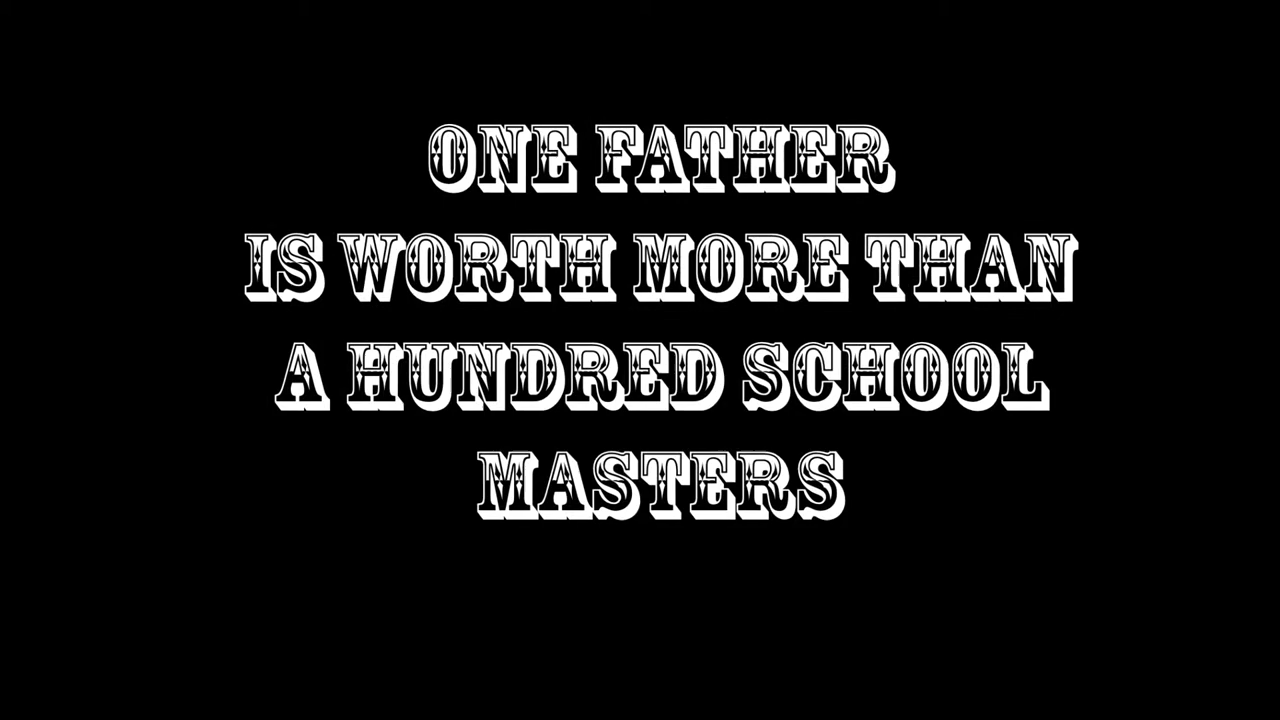 ONE FATHER
IS WORTH MORE THAN
A HUNDRED SCHOOL
MASTERS